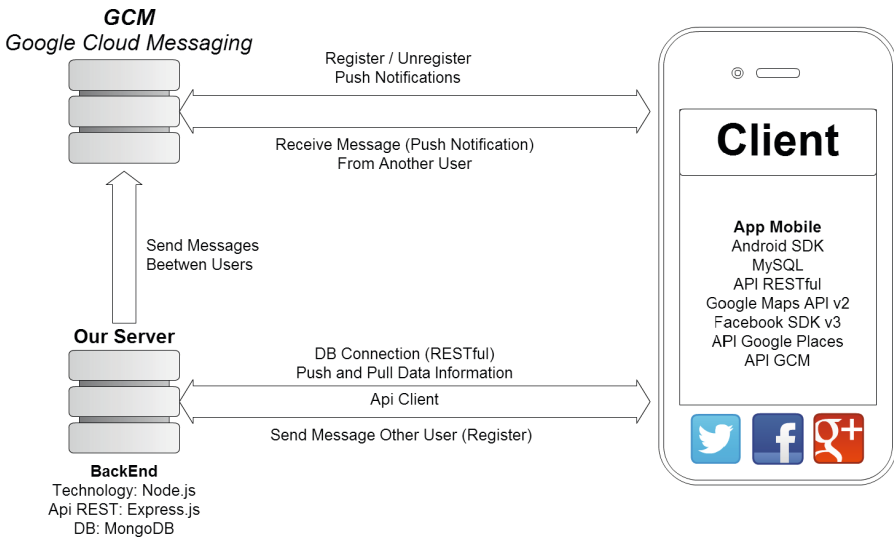 GCM
Google Cloud Messaging
Register / Unregister
Push Notifications
Receive Message (Push Notification)
From Another User
Client
App Mobile
Android SDK
MySQL
API RESTful
Google Maps API v2
Facebook SDK v3
API Google Places
API GCM
Send Messages
Beetwen Users
Our Server
DB Connection (RESTful)
Push and Pull Data Information
Api Client
Send Message Other User (Register)
BackEnd
Technology: Node.js
Api REST: Express.js
DB: MongoDB
f
g+